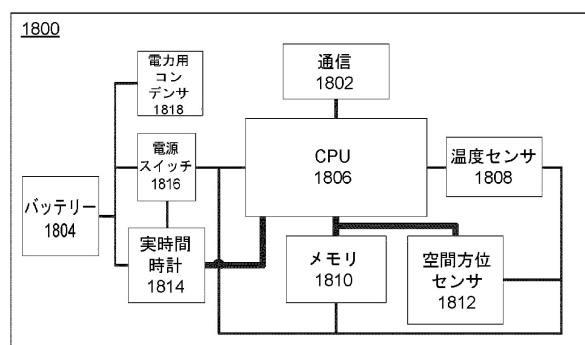 1800
電力用
コン
デンサ
1818
通信
1802
電源
スイッチ
1816
CPU
1806
温度センサ
1808
バッテリー
1804
実時間
時計
1814
メモリ
1810
空間方位
センサ
1812